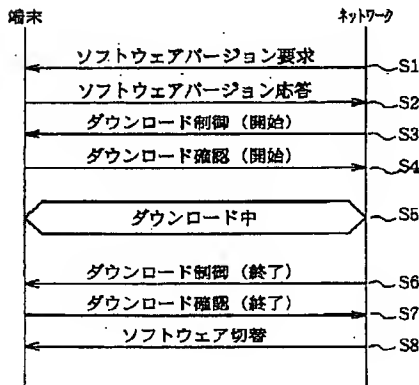 端末 ネットワーク
ソフトウェアバージョン要求 S1
ソフトウェアバージョン応答 S2
ダウンロード制御（開始） S3
ダウンロード確認（開始） S4
ダウンロード中 S5
ダウンロード制御（終了） S6
ダウンロード確認（終了） S7
ソフトウェア切替 S8